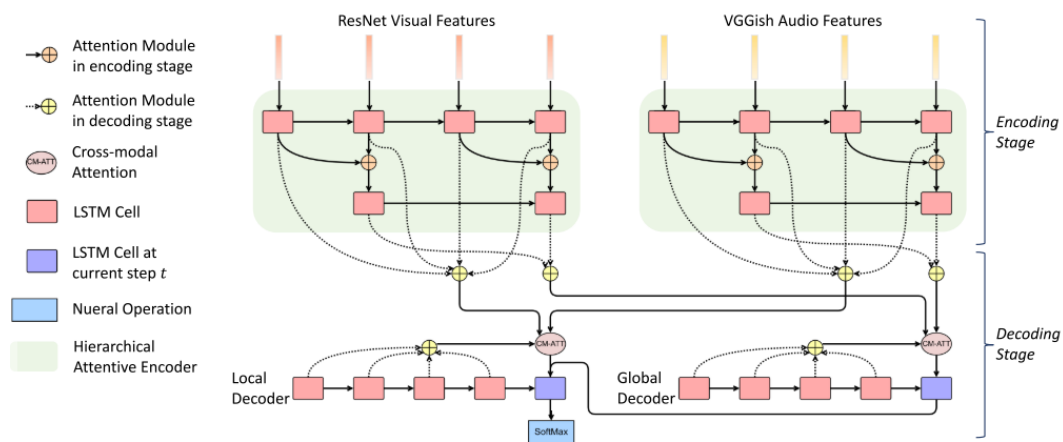 ResNet Visual Features
VGGish Audio Features
Attention Module
in encoding stage
Attention Module
in decoding stage
CM-ATT
Cross-modal
Attention
LSTM Cell
LSTM Cell at
current step t
Nueral Operation
Hierarchical
Attentive Encoder
Encoding
Stage
Decoding
Stage
CM-ATT
CM-ATT
Local
Decoder
Global
Decoder
SoftMax